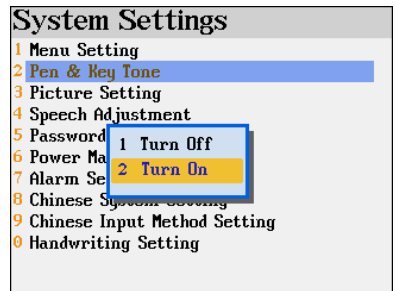 System Settings
1 Menu Setting
2 Pen & Key Tone
3 Picture Setting
4 Speech Adjustment
5 Password
6 Power Ma
7 Alarm Se
8 Chinese System Setting
9 Chinese Input Method Setting
0 Handwriting Setting
1 Turn Off
2 Turn On